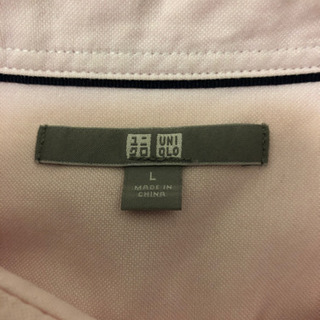 ユニ UNI
クロ QLO
L
MADE IN
CHINA